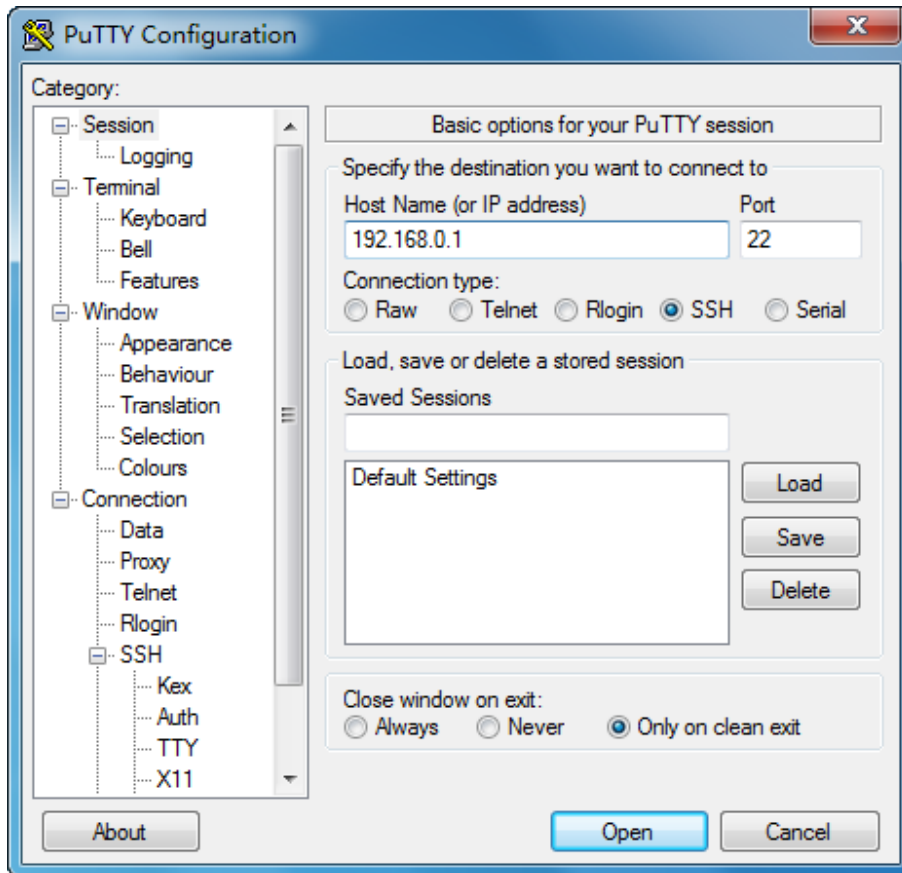 PuTTY Configuration
Category:
Session
Logging
Terminal
Keyboard
Bell
Features
Window
Appearance
Behaviour
Translation
Selection
Colours
Connection
Data
Proxy
Telnet
Rlogin
SSH
Kex
Auth
TTY
X11
Basic options for your PuTTY session
Specify the destination you want to connect to
Host Name (or IP address) Port
192.168.0.1 22
Connection type:
Raw Telnet Rlogin SSH Serial
Load, save or delete a stored session
Saved Sessions
Default Settings
Load
Save
Delete
Close window on exit:
Always Never Only on clean exit
About Open Cancel